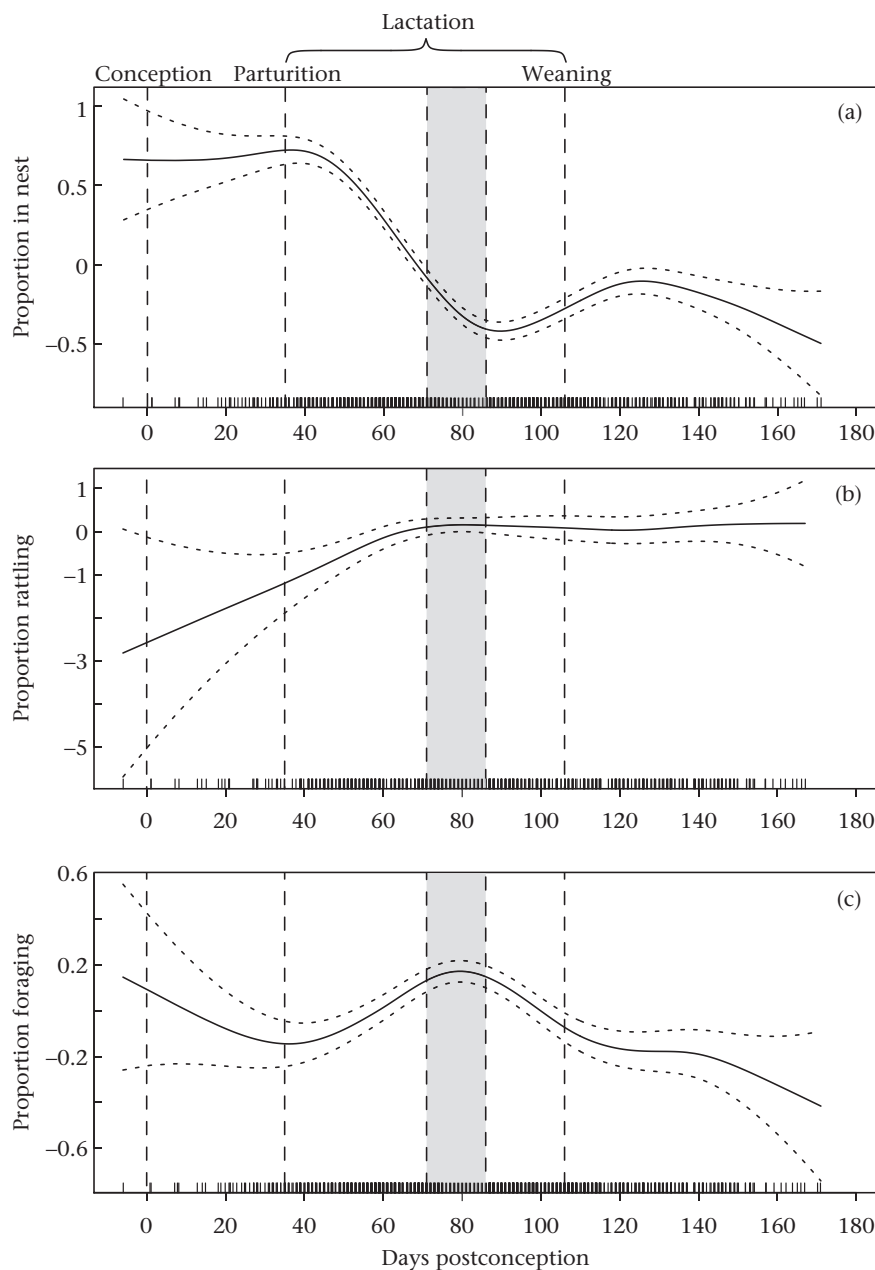 Lactation
Conception Parturition Weaning
(a)
Proportion in nest
1
0.5
0
−0.5
0 20 40 60 80 100 120 140 160 180
(b)
Proportion rattling
1
0
−1
−3
−5
0 20 40 60 80 100 120 140 160 180
(c)
Proportion foraging
0.6
0.2
−0.2
−0.6
0 20 40 60 80 100 120 140 160 180
Days postconception